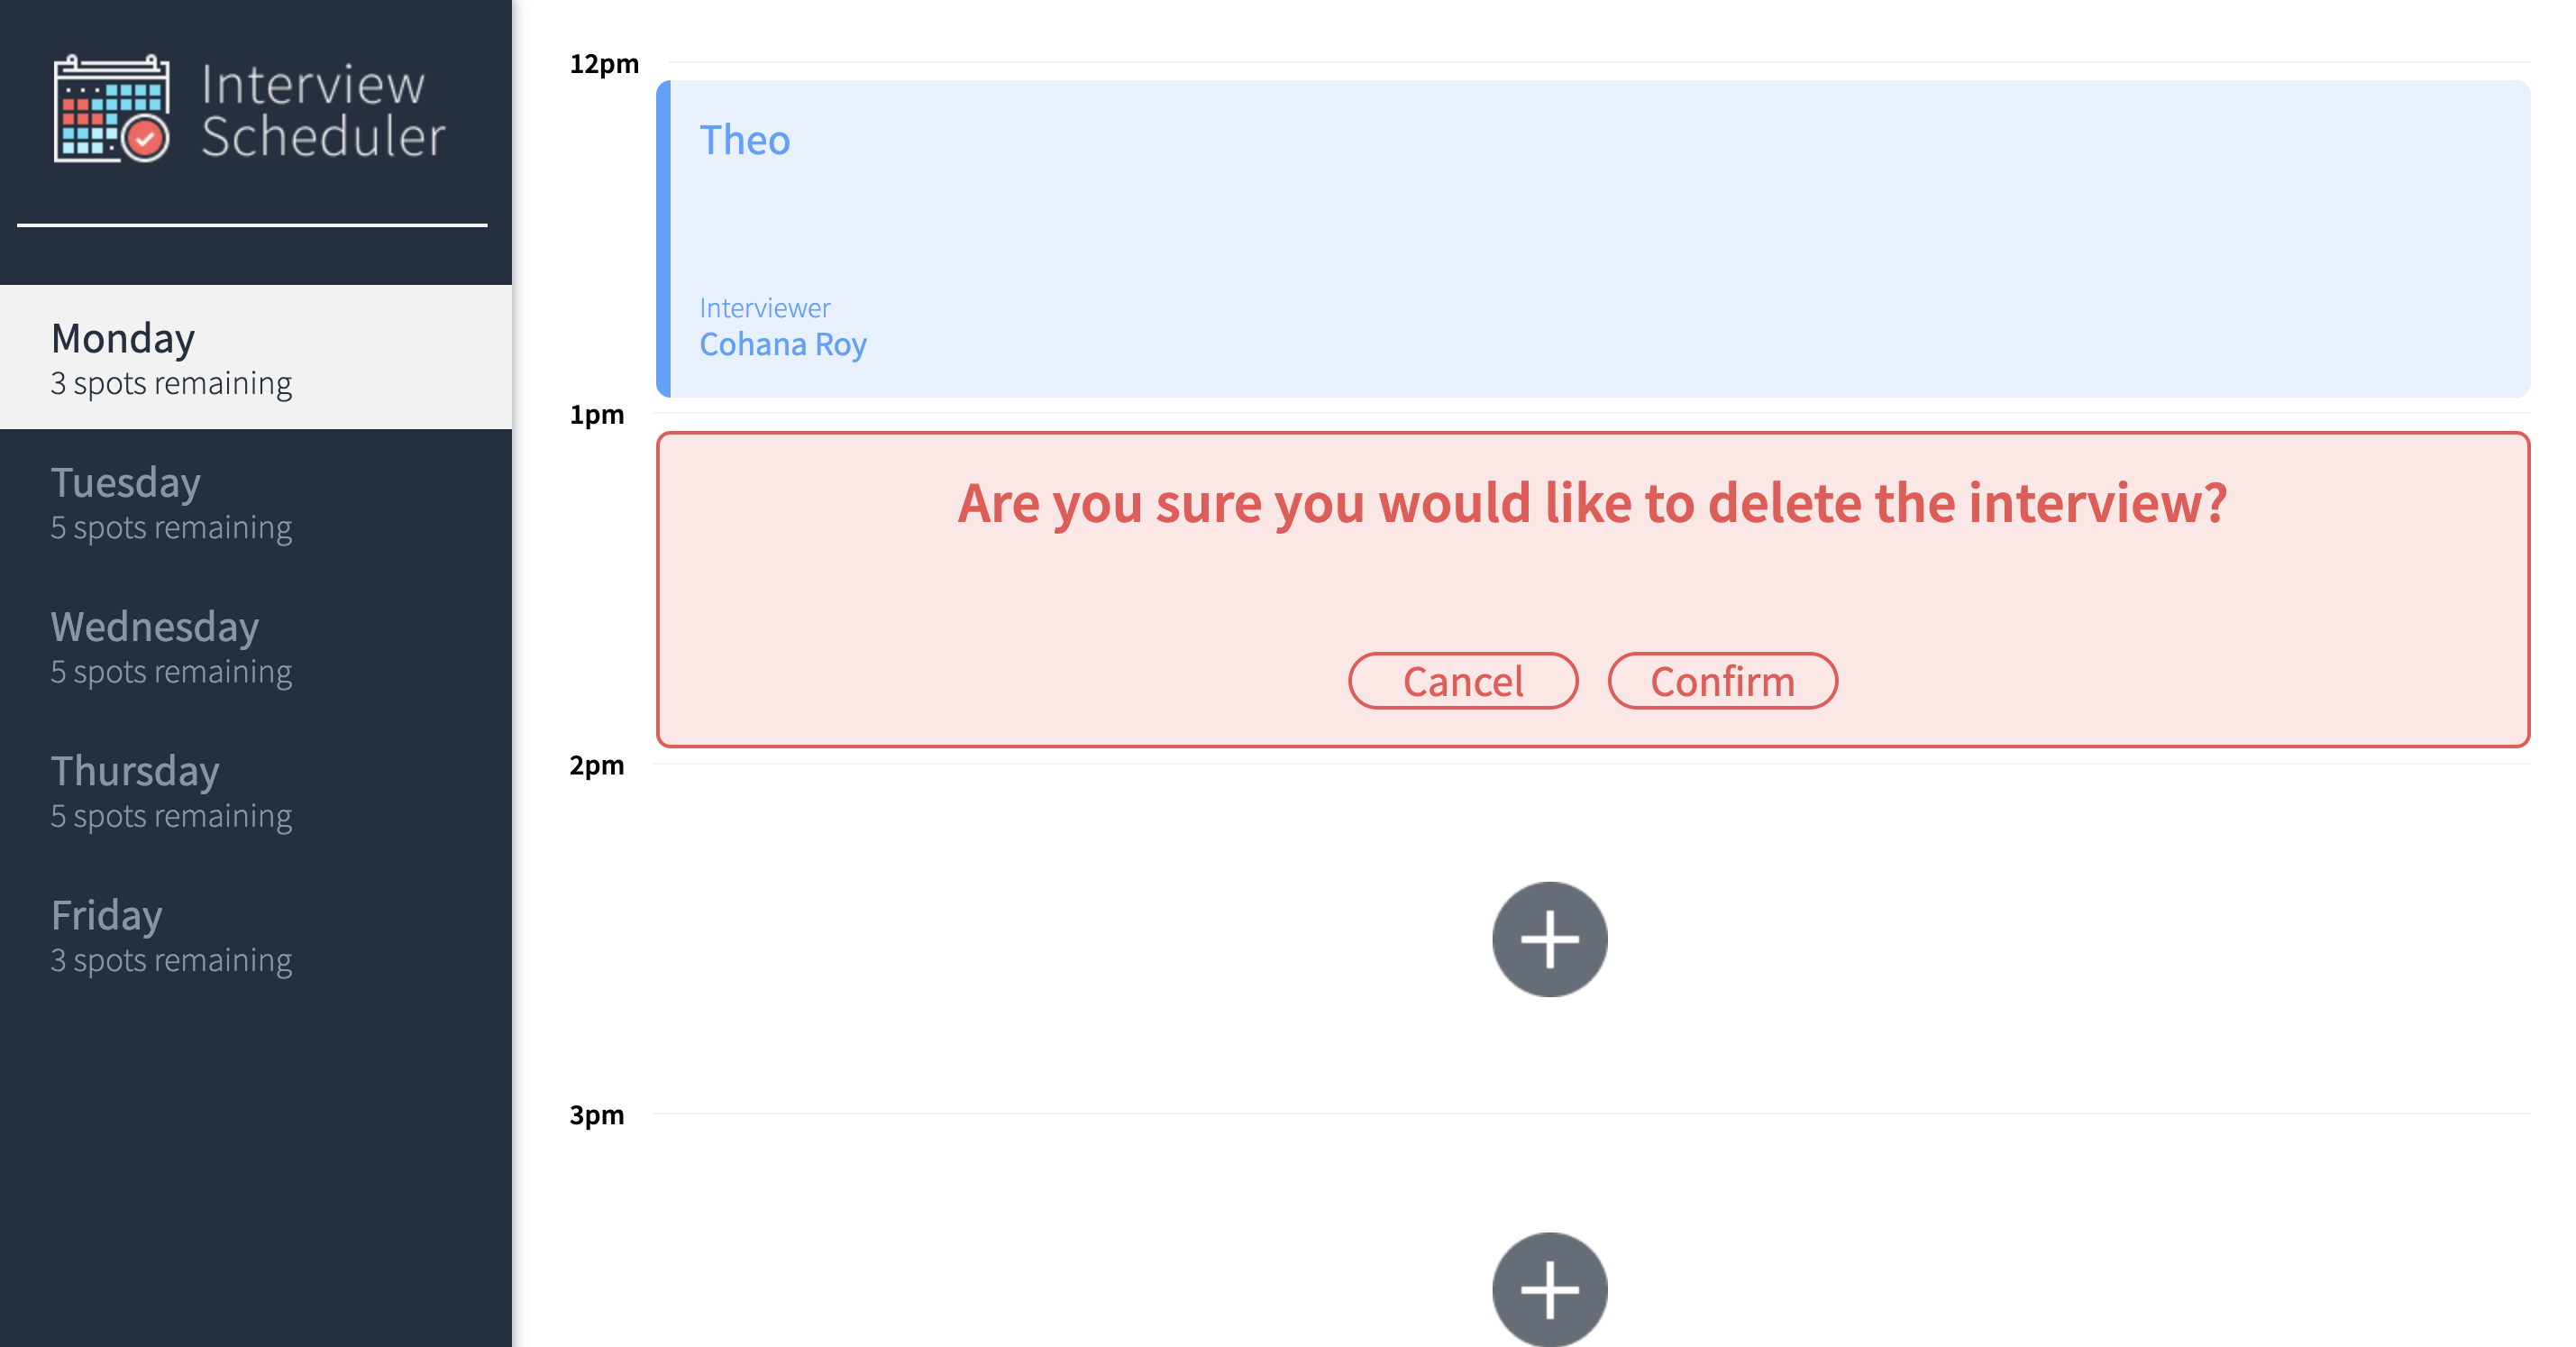 Interview
Scheduler
Monday
3 spots remaining
Tuesday
5 spots remaining
Wednesday
5 spots remaining
Thursday
5 spots remaining
Friday
3 spots remaining
12pm
Theo
Interviewer
Cohana Roy
1pm
Are you sure you would like to delete the interview?
Cancel Confirm
2pm
3pm